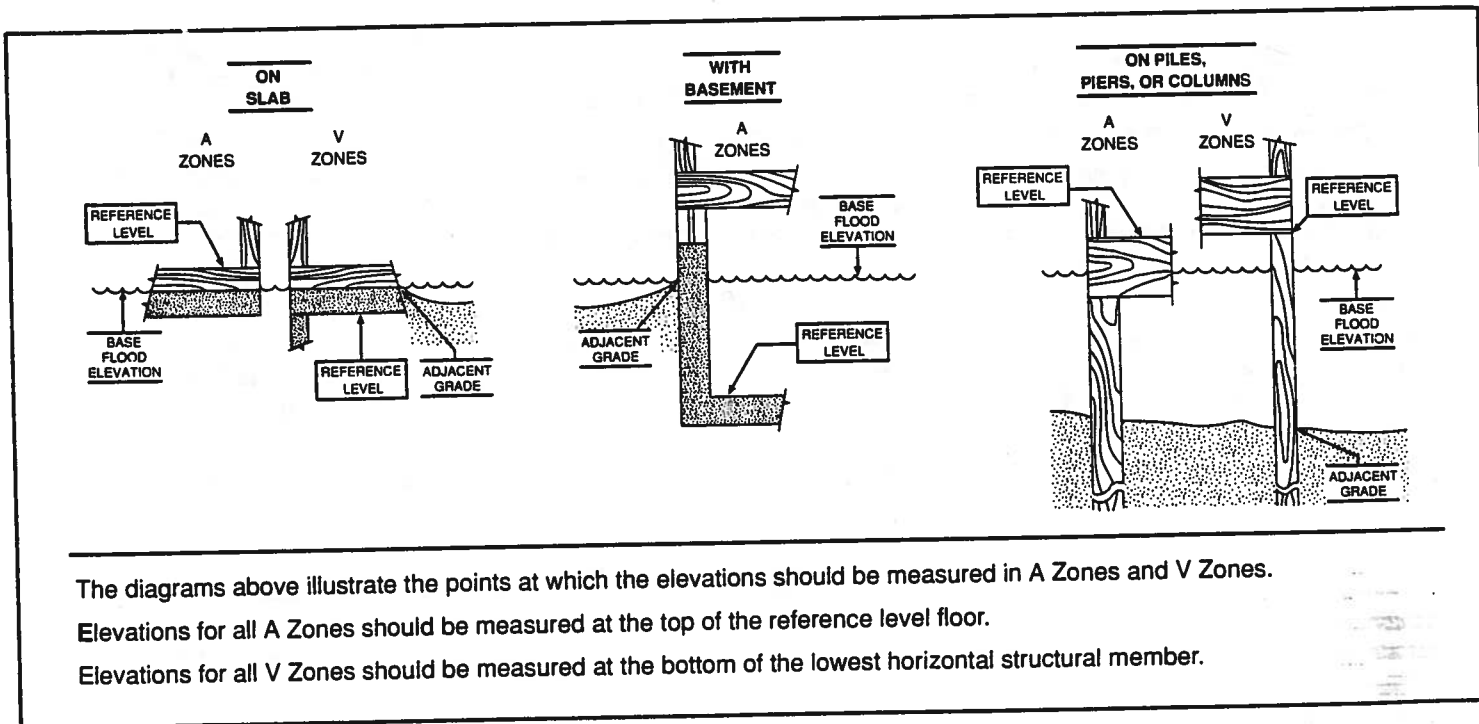 ON
SLAB
A
ZONES
V
ZONES
REFERENCE
LEVEL
BASE
FLOOD
ELEVATION
REFERENCE
LEVEL
ADJACENT
GRADE
WITH
BASEMENT
A
ZONES
BASE
FLOOD
ELEVATION
ADJACENT
GRADE
REFERENCE
LEVEL
ON PILES,
PIERS, OR COLUMNS
A
ZONES
V
ZONES
REFERENCE
LEVEL
REFERENCE
LEVEL
BASE
FLOOD
ELEVATION
ADJACENT
GRADE
The diagrams above illustrate the points at which the elevations should be measured in A Zones and V Zones.
Elevations for all A Zones should be measured at the top of the reference level floor.
Elevations for all V Zones should be measured at the bottom of the lowest horizontal structural member.